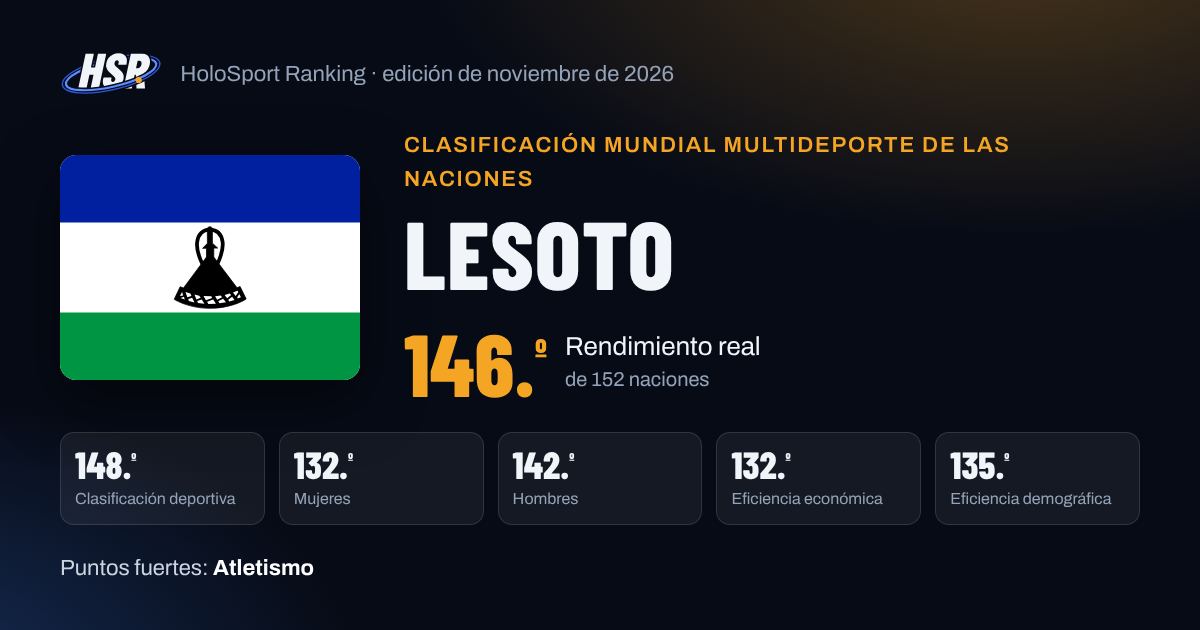 HSR
HoloSport Ranking · edición de noviembre de 2026
CLASIFICACIÓN MUNDIAL MULTIDEPORTE DE LAS
NACIONES
LESOTO
146.º
Rendimiento real
de 152 naciones
148.º
Clasificación deportiva
132.º
Mujeres
142.º
Hombres
132.º
Eficiencia económica
135.º
Eficiencia demográfica
Puntos fuertes: Atletismo